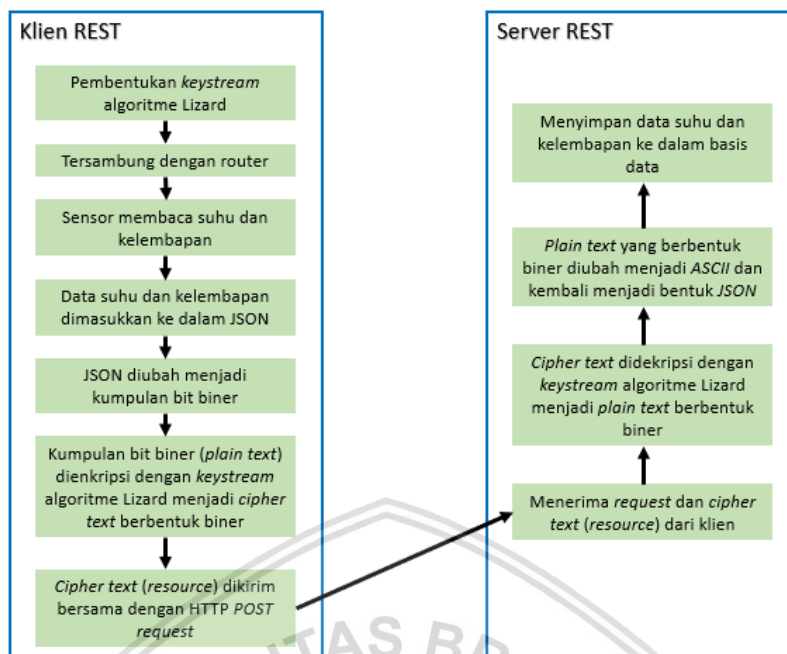 Klien REST
Pembentukan keystream
algoritme Lizard
Tersambung dengan router
Sensor membaca suhu dan
kelembapan
Data suhu dan kelembapan
dimasukkan ke dalam JSON
JSON diubah menjadi
kumpulan bit biner
Kumpulan bit biner (plain text)
dienkripsi dengan keystream
algoritme Lizard menjadi cipher
text berbentuk biner
Cipher text (resource) dikirim
bersama dengan HTTP POST
request
Server REST
Menyimpan data suhu dan
kelembapan ke dalam basis
data
Plain text yang berbentuk
biner diubah menjadi ASCII dan
kembali menjadi bentuk JSON
Cipher text didekripsi dengan
keystream algoritme Lizard
menjadi plain text berbentuk
biner
Menerima request dan cipher
text (resource) dari klien